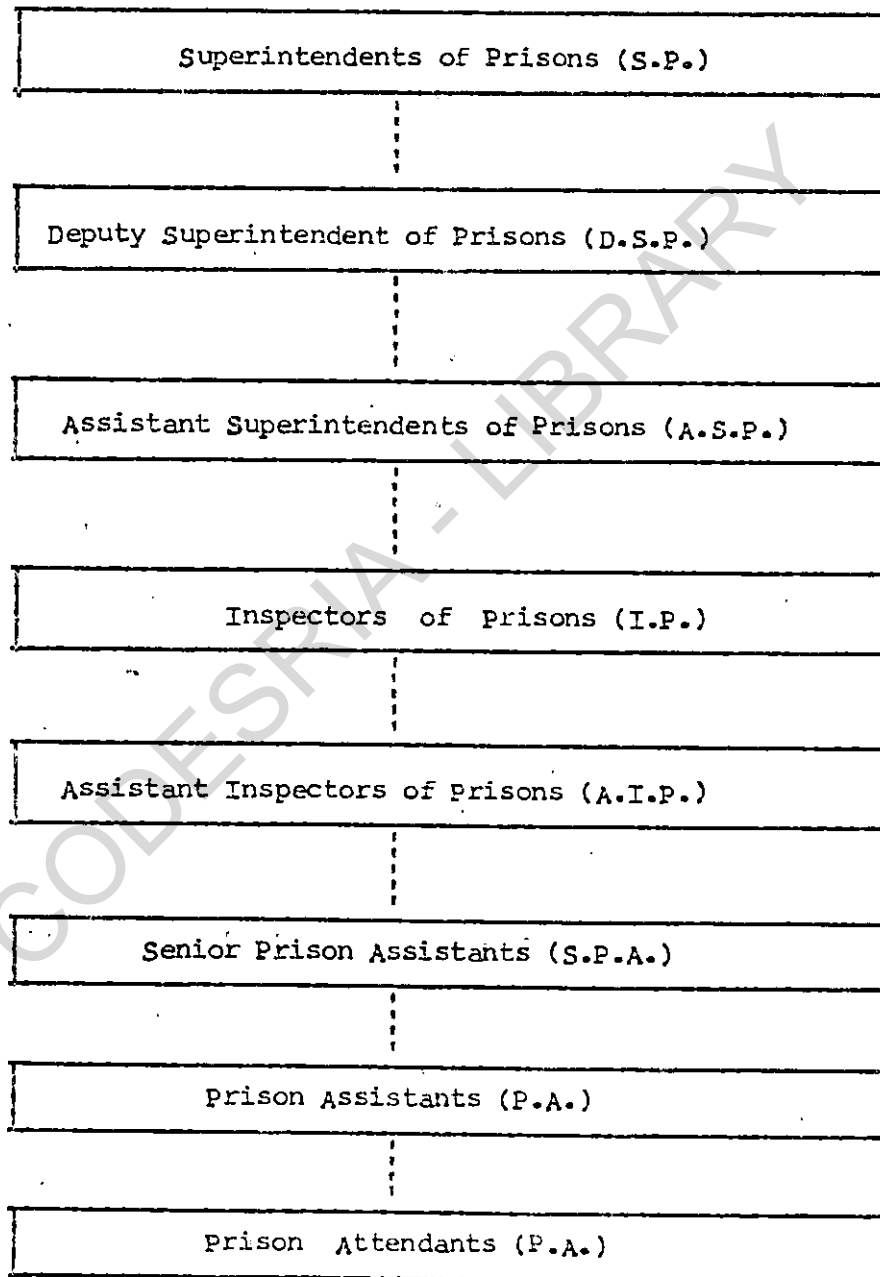 Superintendents of Prisons (S.P.)
Deputy Superintendent of Prisons (D.S.P.)
Assistant Superintendents of Prisons (A.S.P.)
Inspectors of Prisons (I.P.)
Assistant Inspectors of Prisons (A.I.P.)
Senior Prison Assistants (S.P.A.)
Prison Assistants (P.A.)
Prison Attendants (P.A.)
CODESRIA - LIBRARY